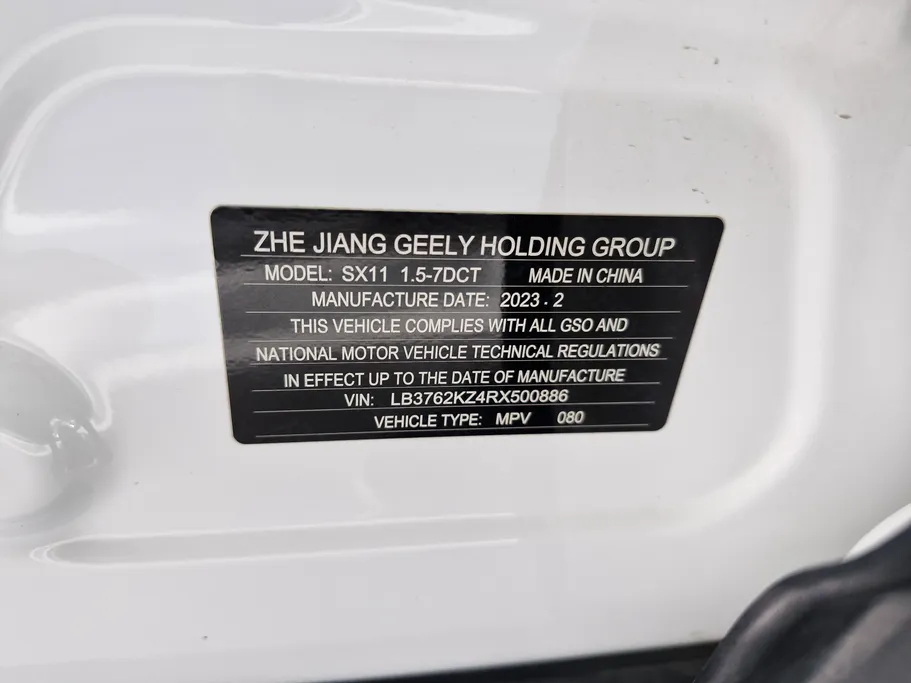 ZHE JIANG GEELY HOLDING GROUP
MODEL: SX11 1.5-7DCT MADE IN CHINA
MANUFACTURE DATE: 2023 . 2
THIS VEHICLE COMPLIES WITH ALL GSO AND
NATIONAL MOTOR VEHICLE TECHNICAL REGULATIONS
IN EFFECT UP TO THE DATE OF MANUFACTURE
VIN: LB3762KZ4RX500886
VEHICLE TYPE: MPV 080